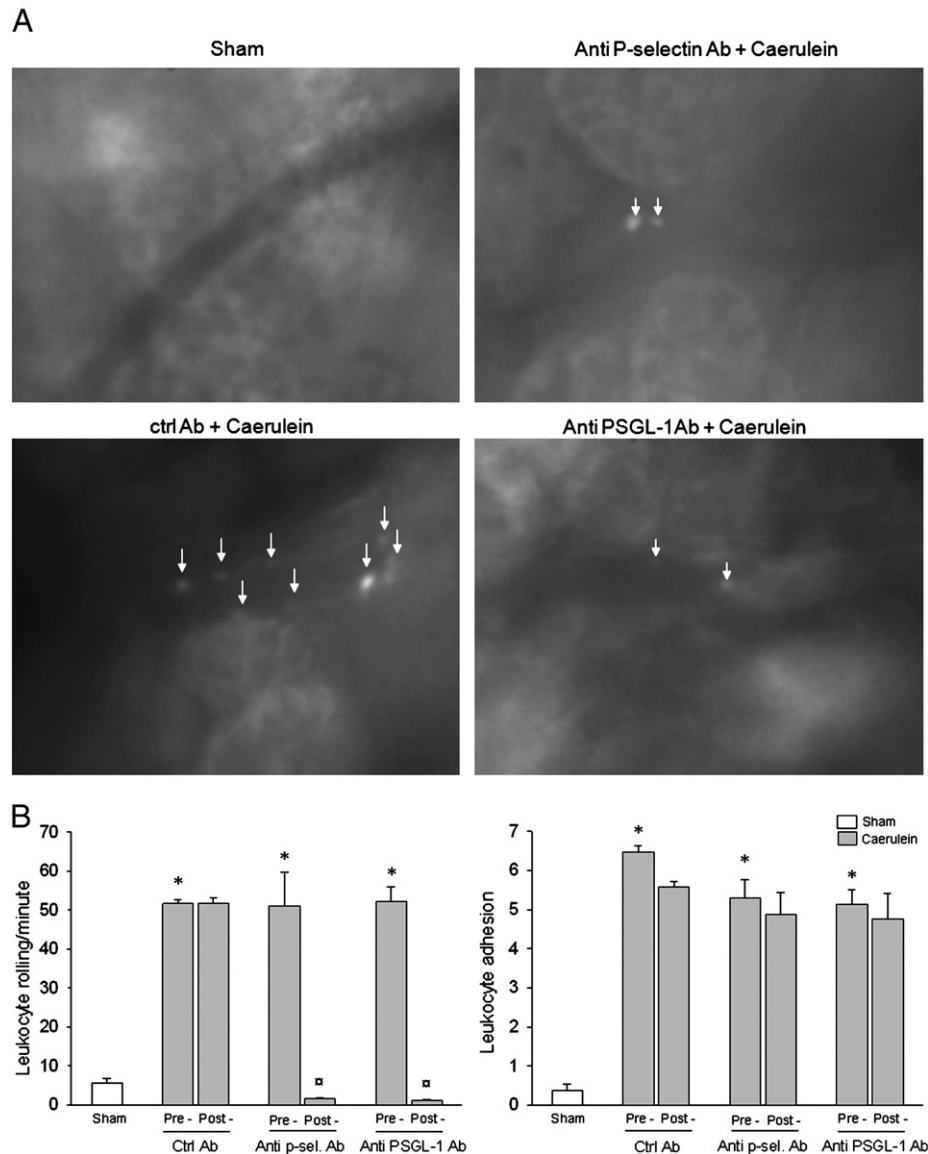 A
Sham
Anti P-selectin Ab + Caerulein
ctrl Ab + Caerulein
Anti PSGL-1Ab + Caerulein
B
70
60
50
40
30
20
10
0
Leukocyte rolling/minute
*
*
*
¤
¤
Sham
Pre - Post -
Pre - Post -
Pre - Post -
Ctrl Ab
Anti p-sel. Ab
Anti PSGL-1 Ab
7
6
5
4
3
2
1
0
Leukocyte adhesion
*
*
*
Sham
Caerulein
Sham
Pre - Post -
Pre - Post -
Pre - Post -
Ctrl Ab
Anti p-sel. Ab
Anti PSGL-1 Ab